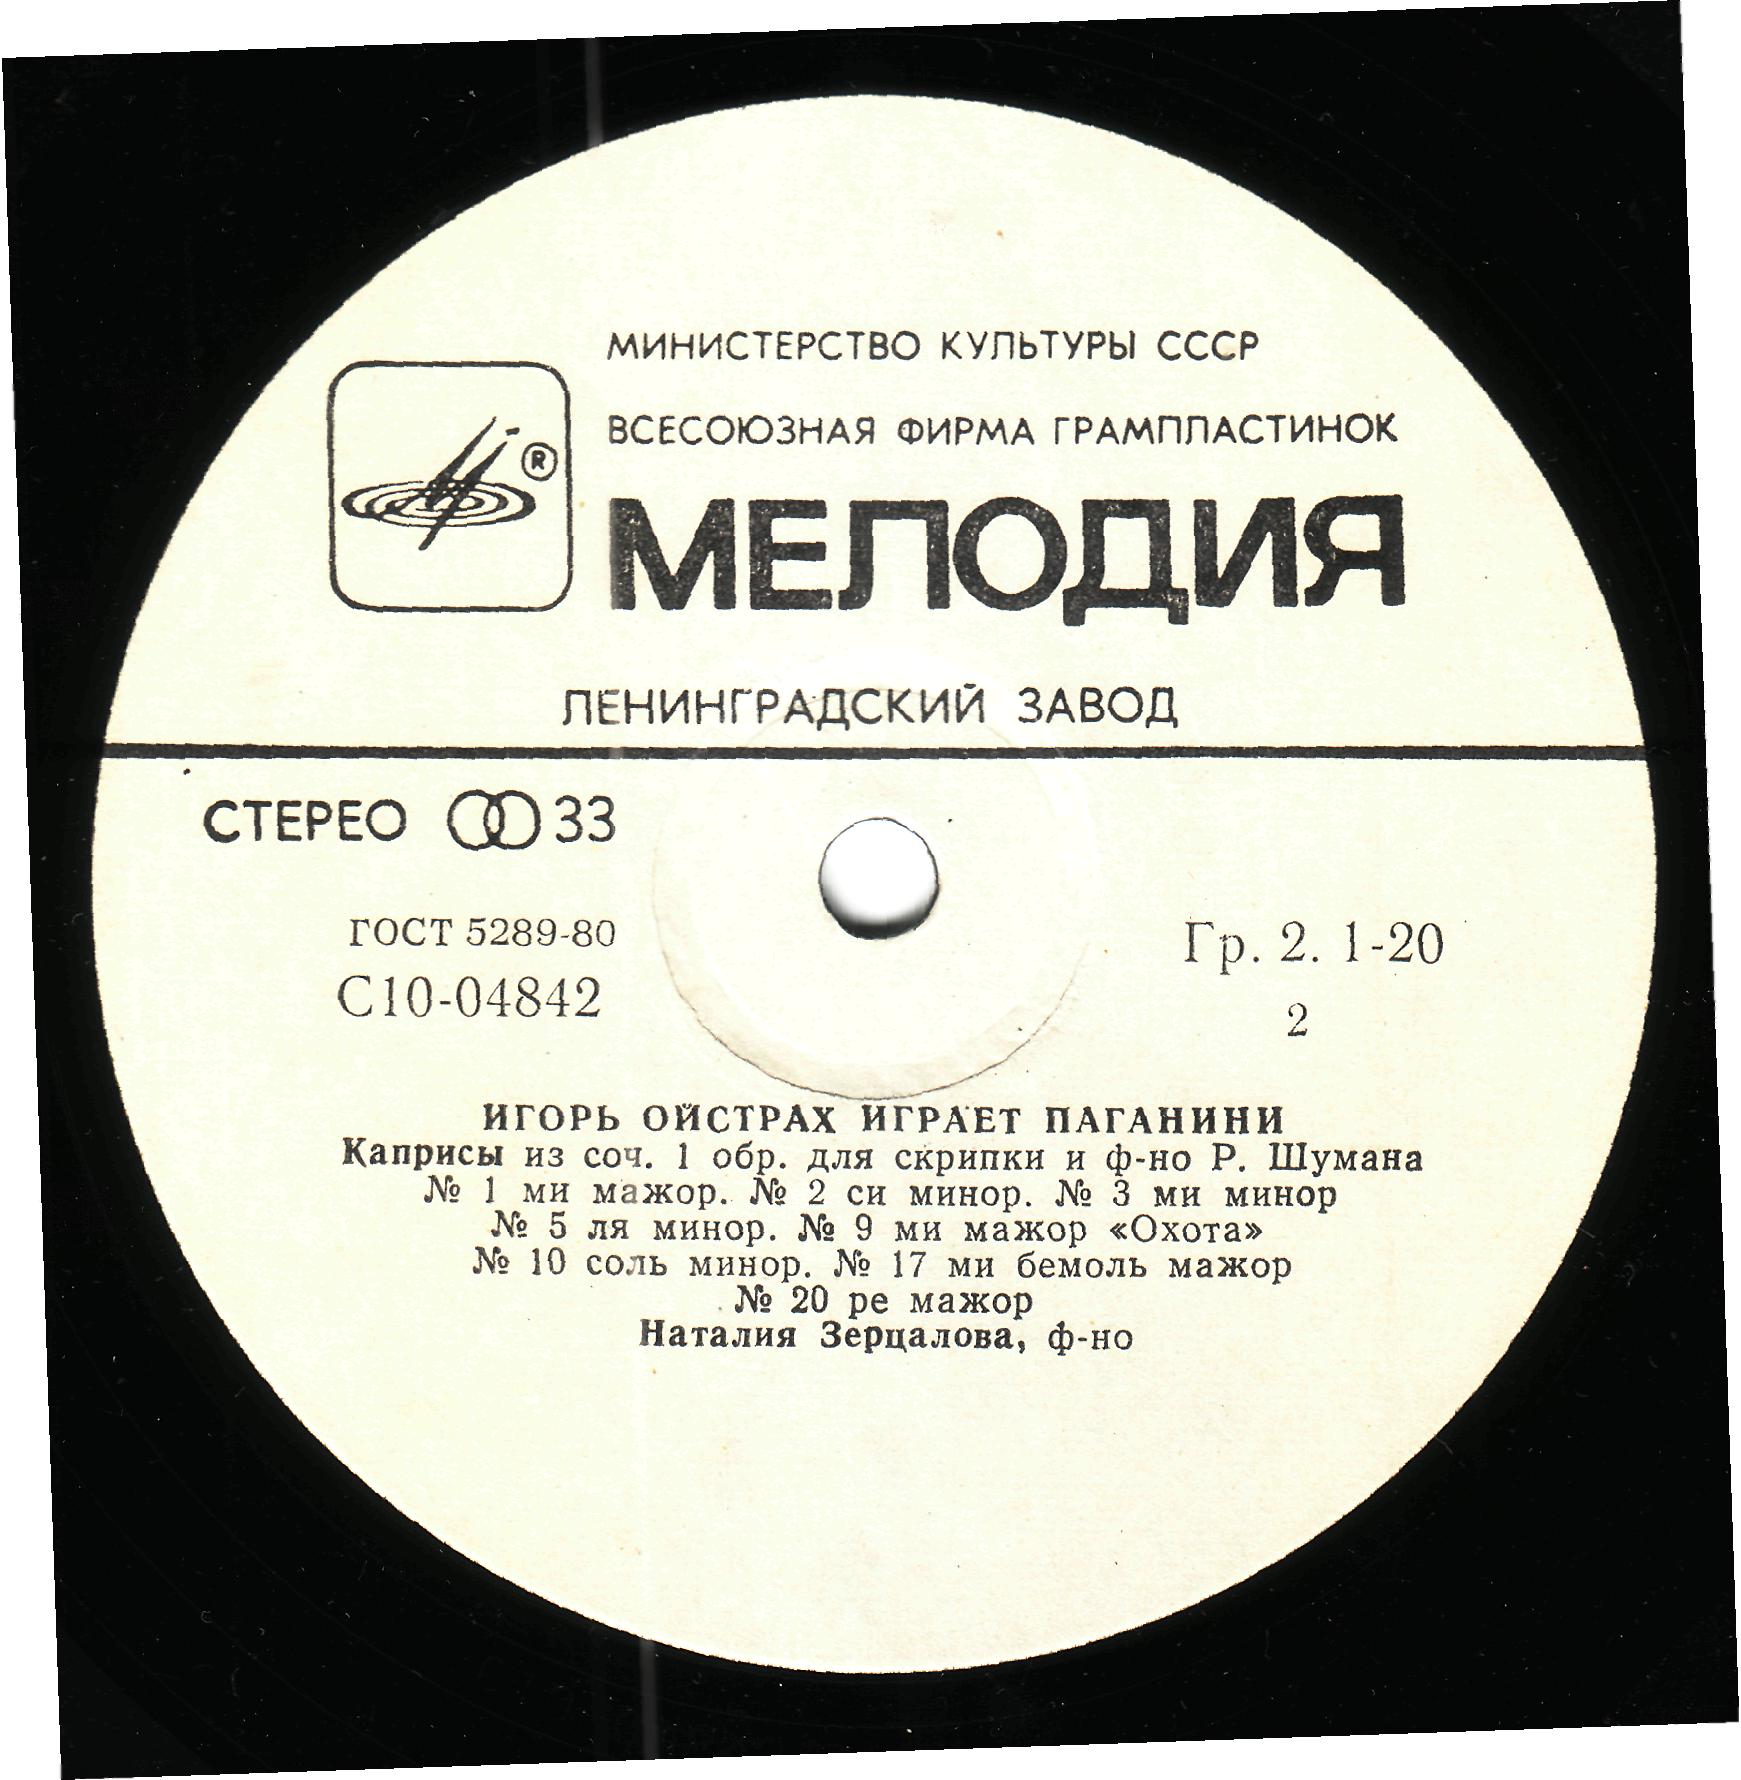 МИНИСТЕРСТВО КУЛЬТУРЫ СССР
ВСЕСОЮЗНАЯ ФИРМА ГРАМПЛАСТИНОК
®
МЕЛОДИЯ
ЛЕНИНГРАДСКИЙ ЗАВОД
СТЕРЕО 33
ГОСТ 5289-80
Гр. 2. 1-20
С10-04842
2
ИГОРЬ ОЙСТРАХ ИГРАЕТ ПАГАНИНИ
Каприсы из соч. 1 обр. для скрипки и ф-но Р. Шумана
№ 1 ми мажор. № 2 си минор. № 3 ми минор
№ 5 ля минор. № 9 ми мажор «Охота»
№ 10 соль минор. № 17 ми бемоль мажор
№ 20 ре мажор
Наталия Зерцалова, ф-но